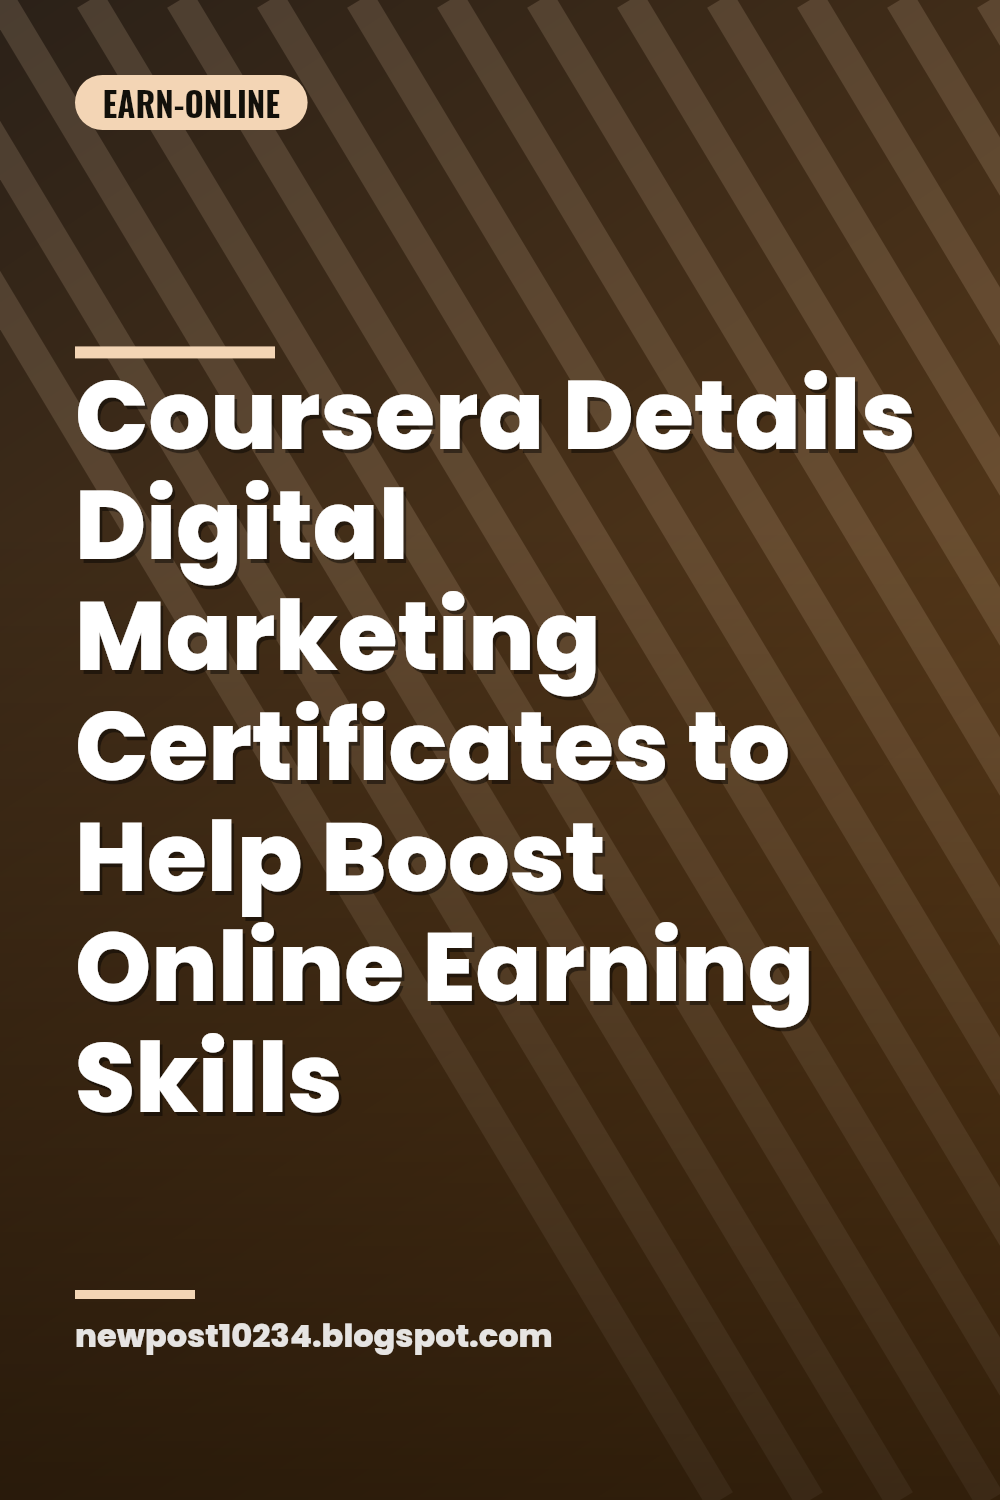 EARN-ONLINE
Coursera Details
Digital
Marketing
Certificates to
Help Boost
Online Earning
Skills
newpost10234.blogspot.com